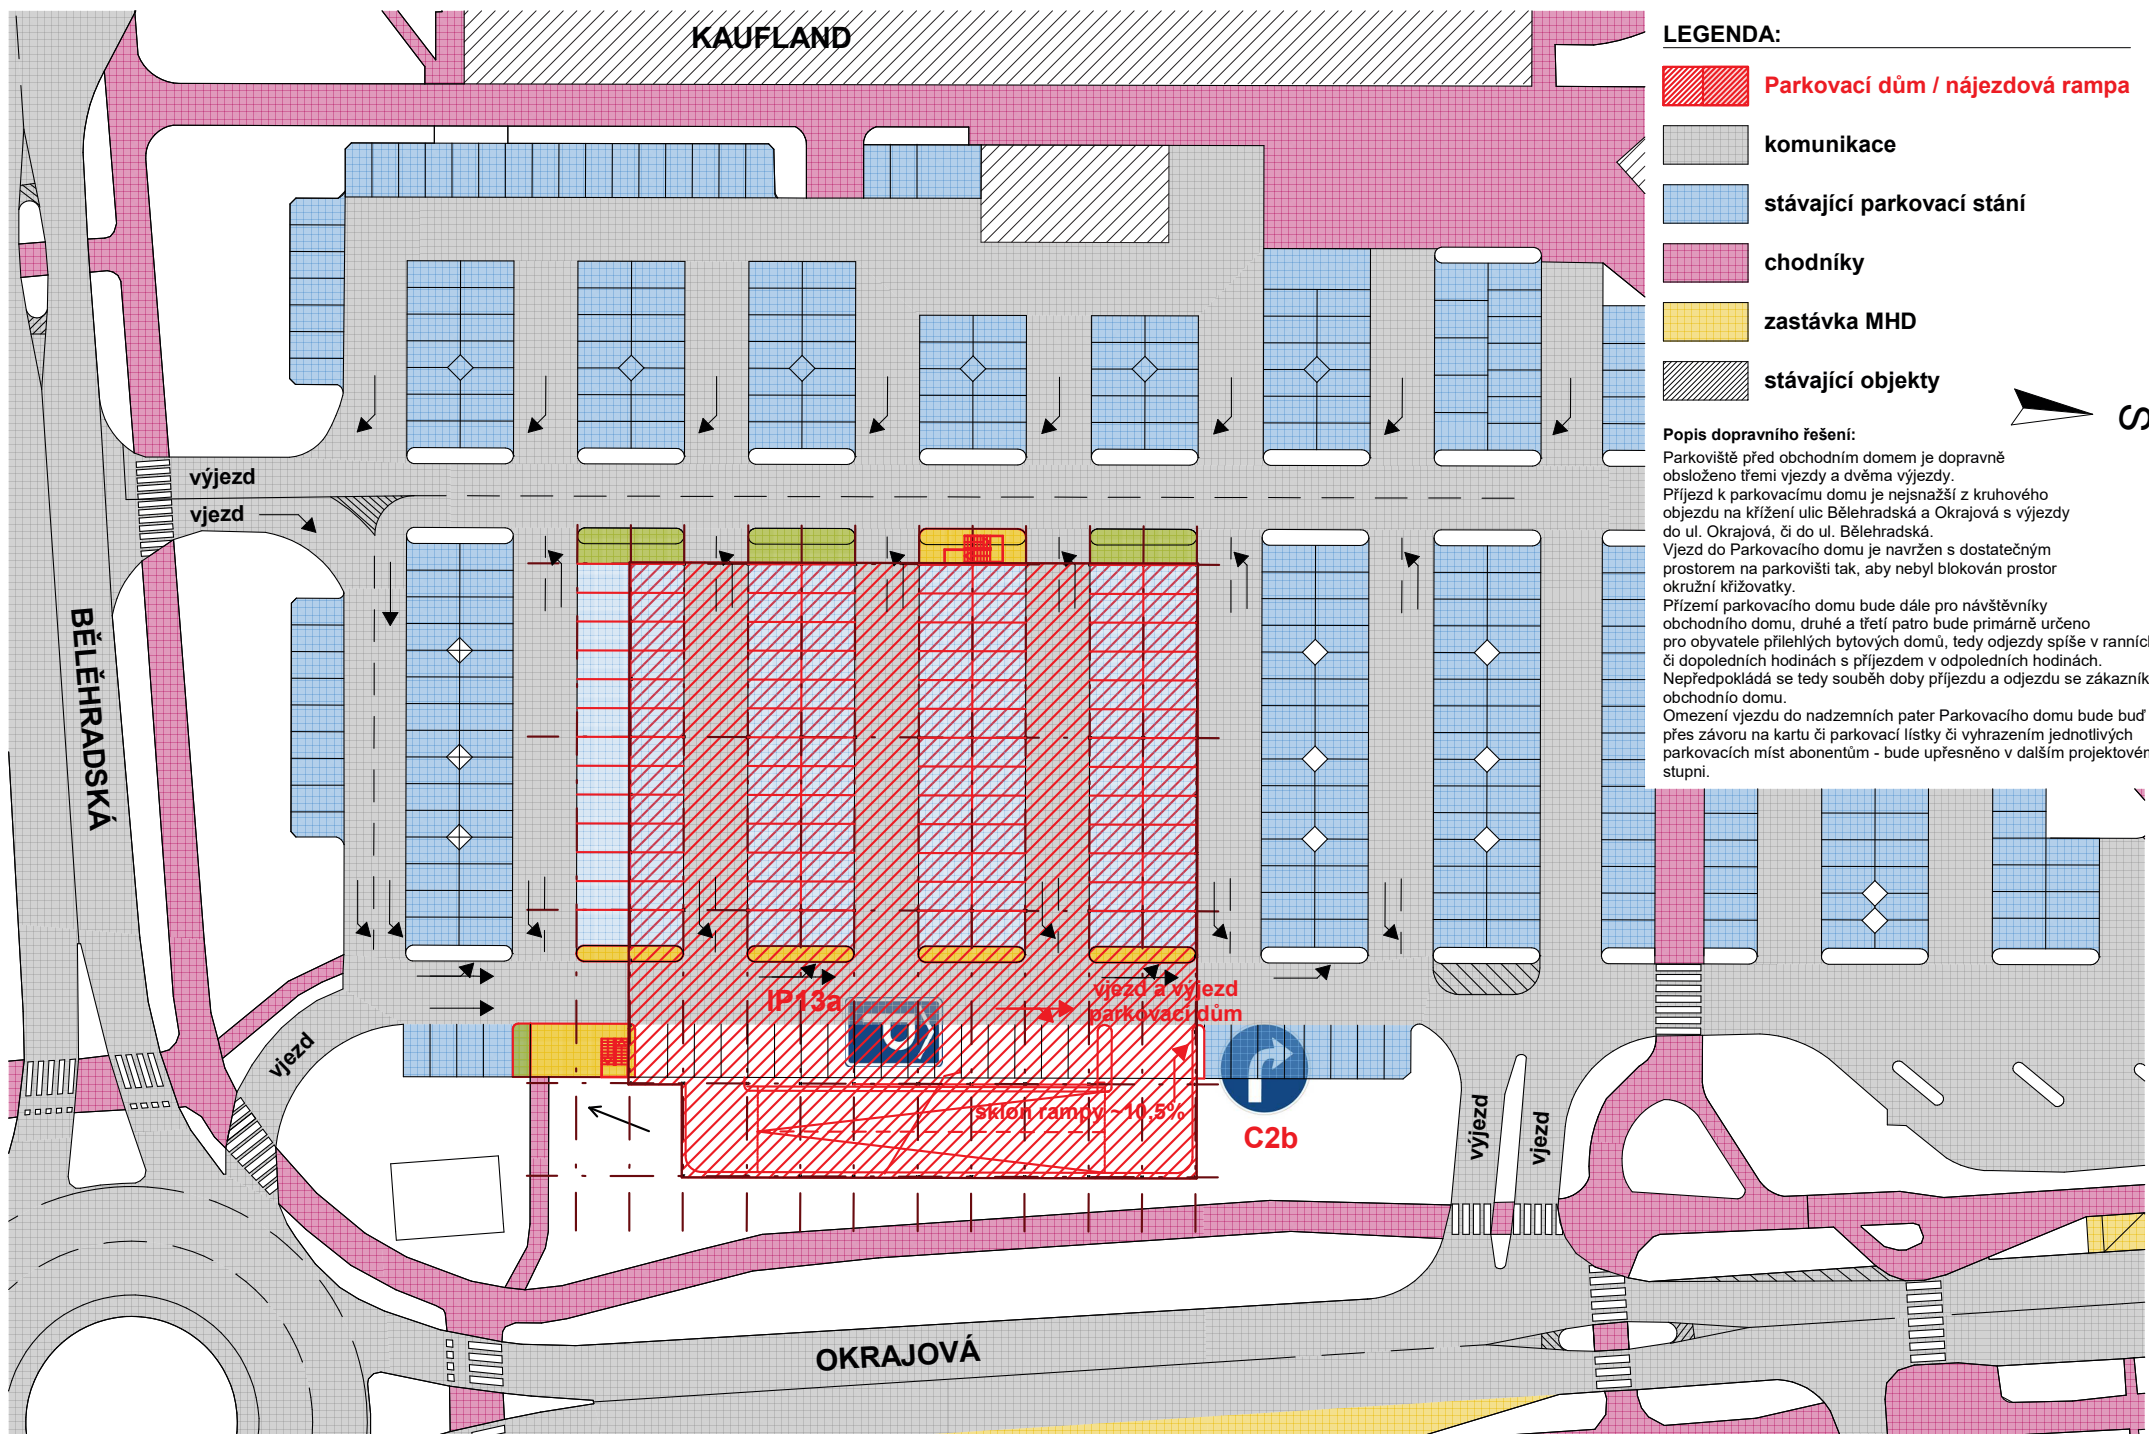 KAUFLAND
LEGENDA:
Parkovací dům / nájezdová rampa
komunikace
stávající parkovací stání
chodníky
zastávka MHD
stávající objekty
S
Popis dopravního řešení:
Parkoviště před obchodním domem je dopravně
obslouženo třemi vjezdy a dvěma výjezdy.
Příjezd k parkovacímu domu je nejsnažší z kruhového
objezdu na křížení ulic Bělehradská a Okrajová s výjezdy
do ul. Okrajová, či do ul. Bělehradská.
Vjezd do Parkovacího domu je navržen s dostatečným
prostorem na parkovišti tak, aby nebyl blokován prostor
okružní křižovatky.
Přízemí parkovacího domu bude dále pro návštěvníky
obchodního domu, druhé a třetí patro bude primárně určeno
pro obyvatele přilehlých bytových domů, tedy odjezdy spíše v ranních
či dopoledních hodinách s příjezdem v odpoledních hodinách.
Nepředpokládá se tedy souběh doby příjezdu a odjezdu se zákazník
obchodnío domu.
Omezení vjezdu do nadzemních pater Parkovacího domu bude buď
přes závoru na kartu či parkovací lístky či vyhrazením jednotlivých
parkovacích míst abonentům - bude upřesněno v dalším projektovém
stupni.
výjezd
vjezd
BĚLĚHRADSKÁ
IP13a
vjezd a výjezd
parkovací dům
vjezd
sklon rampy ~10,5%
C2b
výjezd
vjezd
OKRAJOVÁ